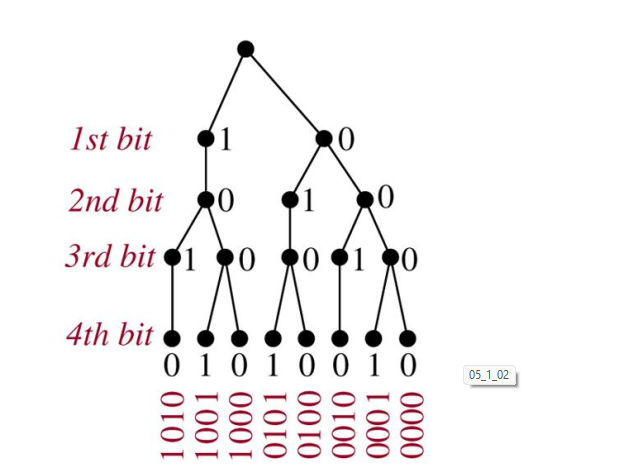 1st bit 1 0
2nd bit 0 1 0
3rd bit 1 0 0 1 0
4th bit
0 1 0 1 0 0 1 0
05_1_02
1010
1001
1000
0101
0100
0010
0001
0000